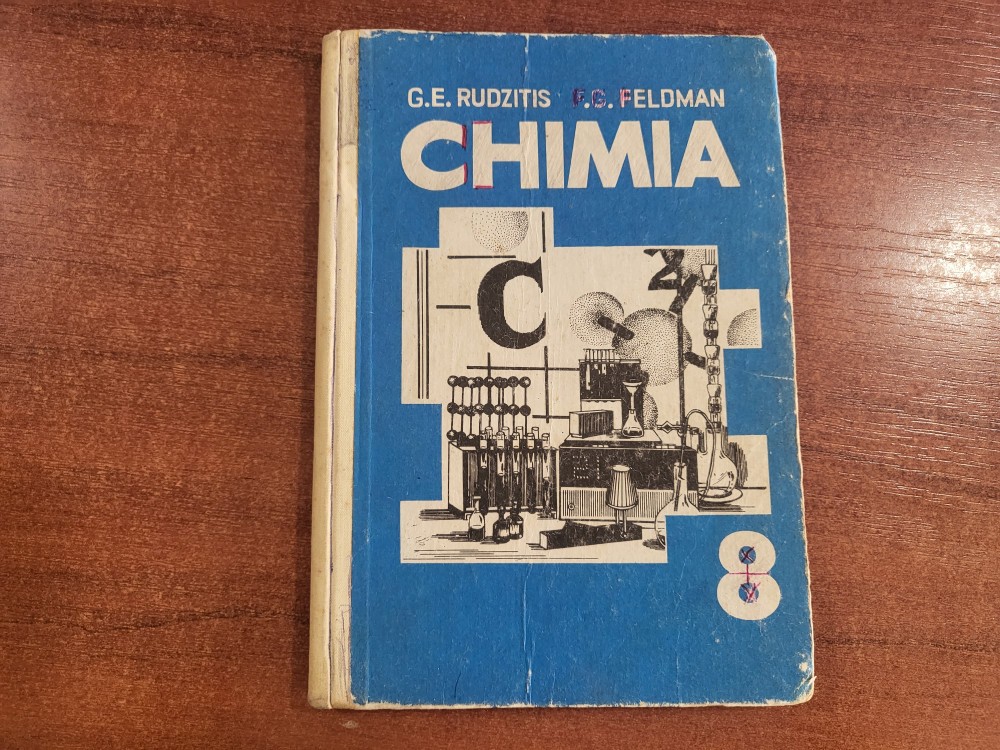 G.E. RUDZITIS F.G. FELDMAN
CHIMIA
C
8